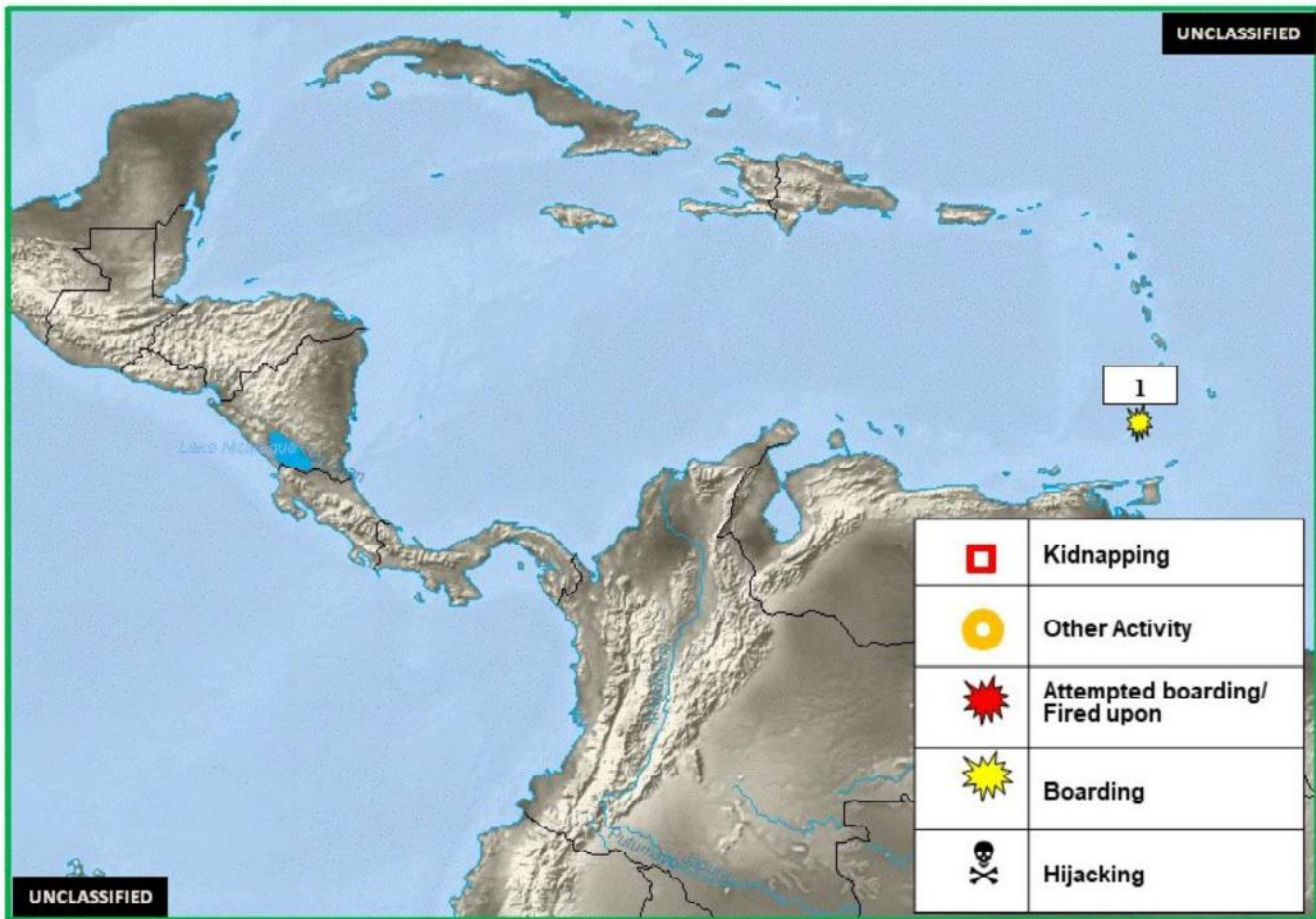 UNCLASSIFIED
1
Kidnapping
Other Activity
Attempted boarding/
Fired upon
Boarding
Hijacking
UNCLASSIFIED